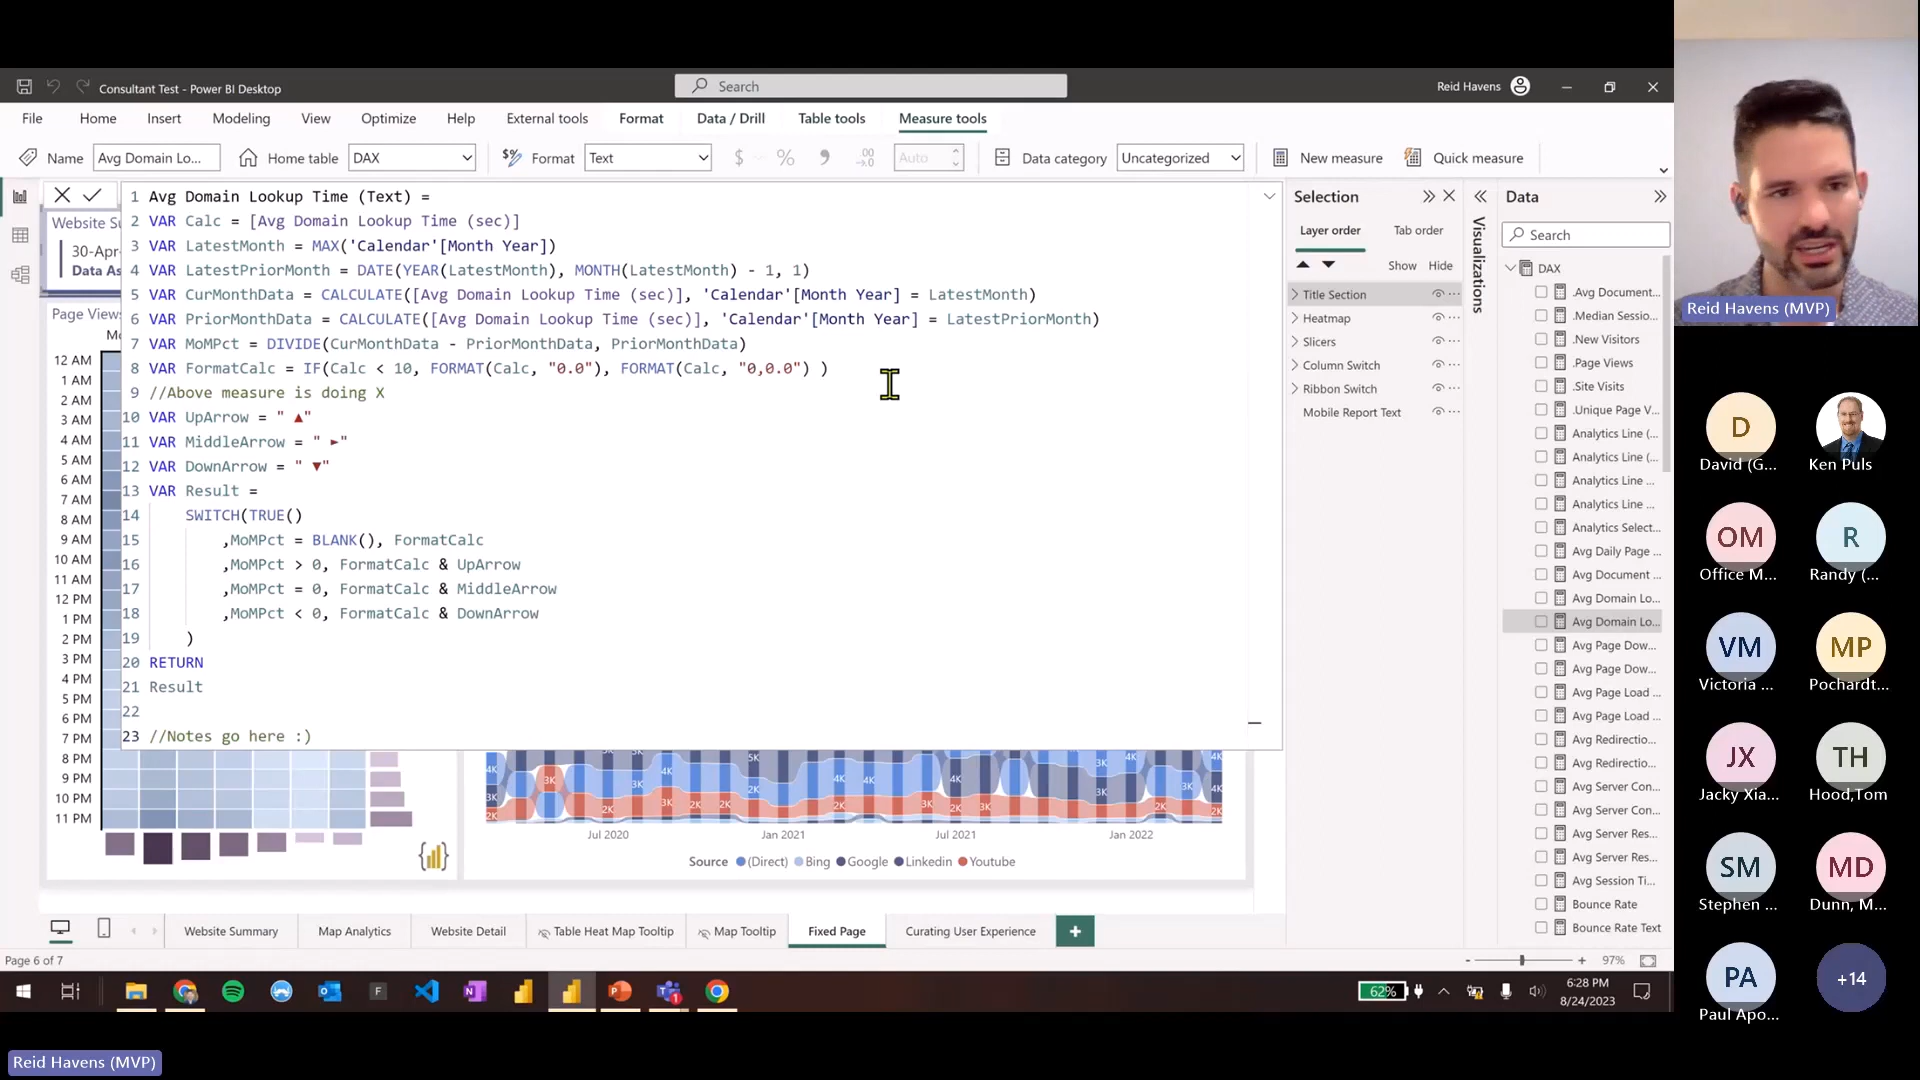 Consultant Test - Power BI Desktop
Search
Reid Havens
File
Home
Insert
Modeling
View
Optimize
Help
External tools
Format
Data / Drill
Table tools
Measure tools
Name
Avg Domain Lo...
Home table
DAX
Format
Text
$
%
Auto
Data category
Uncategorized
New measure
Quick measure
1 Avg Domain Lookup Time (Text) =
2 VAR Calc = [Avg Domain Lookup Time (sec)]
3 VAR LatestMonth = MAX('Calendar'[Month Year])
4 VAR LatestPriorMonth = DATE(YEAR(LatestMonth), MONTH(LatestMonth) - 1, 1)
5 VAR CurMonthData = CALCULATE([Avg Domain Lookup Time (sec)], 'Calendar'[Month Year] = LatestMonth)
6 VAR PriorMonthData = CALCULATE([Avg Domain Lookup Time (sec)], 'Calendar'[Month Year] = LatestPriorMonth)
7 VAR MoMPct = DIVIDE(CurMonthData - PriorMonthData, PriorMonthData)
8 VAR FormatCalc = IF(Calc < 10, FORMAT(Calc, "0.0"), FORMAT(Calc, "0,0.0") )
9 //Above measure is doing X
10 VAR UpArrow = " ▲"
11 VAR MiddleArrow = " ►"
12 VAR DownArrow = " ▼"
13 VAR Result =
14 SWITCH(TRUE()
15 ,MoMPct = BLANK(), FormatCalc
16 ,MoMPct > 0, FormatCalc & UpArrow
17 ,MoMPct = 0, FormatCalc & MiddleArrow
18 ,MoMPct < 0, FormatCalc & DownArrow
19 )
20 RETURN
21 Result
22
23 //Notes go here :)
Website Su
30-Apr-
Data As
Page Views
Mo
12 AM
1 AM
2 AM
3 AM
4 AM
5 AM
6 AM
7 AM
8 AM
9 AM
10 AM
11 AM
12 PM
1 PM
2 PM
3 PM
4 PM
5 PM
6 PM
7 PM
8 PM
9 PM
10 PM
11 PM
Jul 2020
Jan 2021
Jul 2021
Jan 2022
Source
(Direct)
Bing
Google
Linkedin
Youtube
Selection
Layer order
Tab order
Show
Hide
Title Section
Heatmap
Slicers
Column Switch
Ribbon Switch
Mobile Report Text
Visualizations
Data
Search
DAX
.Avg Document...
.Median Sessio...
.New Visitors
.Page Views
.Site Visits
.Unique Page V...
Analytics Line (...
Analytics Line (...
Analytics Line ...
Analytics Line ...
Analytics Select...
Avg Daily Page ...
Avg Document ...
Avg Domain Lo...
Avg Domain Lo...
Avg Page Dow...
Avg Page Dow...
Avg Page Load ...
Avg Page Load ...
Avg Redirectio...
Avg Redirectio...
Avg Server Con...
Avg Server Con...
Avg Server Res...
Avg Server Res...
Avg Session Ti...
Bounce Rate
Bounce Rate Text
Website Summary
Map Analytics
Website Detail
Table Heat Map Tooltip
Map Tooltip
Fixed Page
Curating User Experience
Page 6 of 7
97%
62%
6:28 PM
8/24/2023
Reid Havens (MVP)
D
David (G...
Ken Puls
OM
Office M...
R
Randy (...
VM
Victoria ...
MP
Pochardt...
JX
Jacky Xia...
TH
Hood,Tom
SM
Stephen ...
MD
Dunn, M...
PA
Paul Apo...
+14
Reid Havens (MVP)